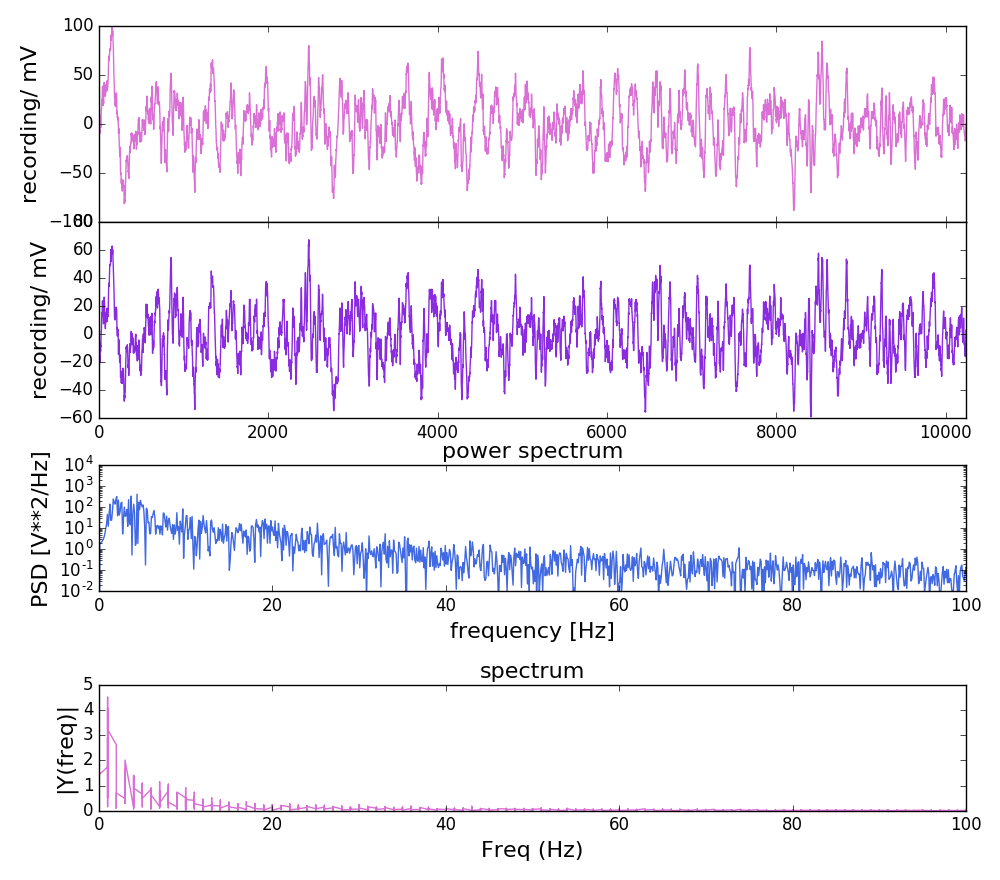 recording/ mV
100
50
0
−50
−100
recording/ mV
80
60
40
20
0
−20
−40
−60
0 2000 4000 6000 8000 10000
power spectrum
PSD [V**2/Hz]
10^4
10^3
10^2
10^1
10^0
10^-1
10^-2
0 20 40 60 80 100
frequency [Hz]
spectrum
|Y(freq)|
5
4
3
2
1
0
0 20 40 60 80 100
Freq (Hz)